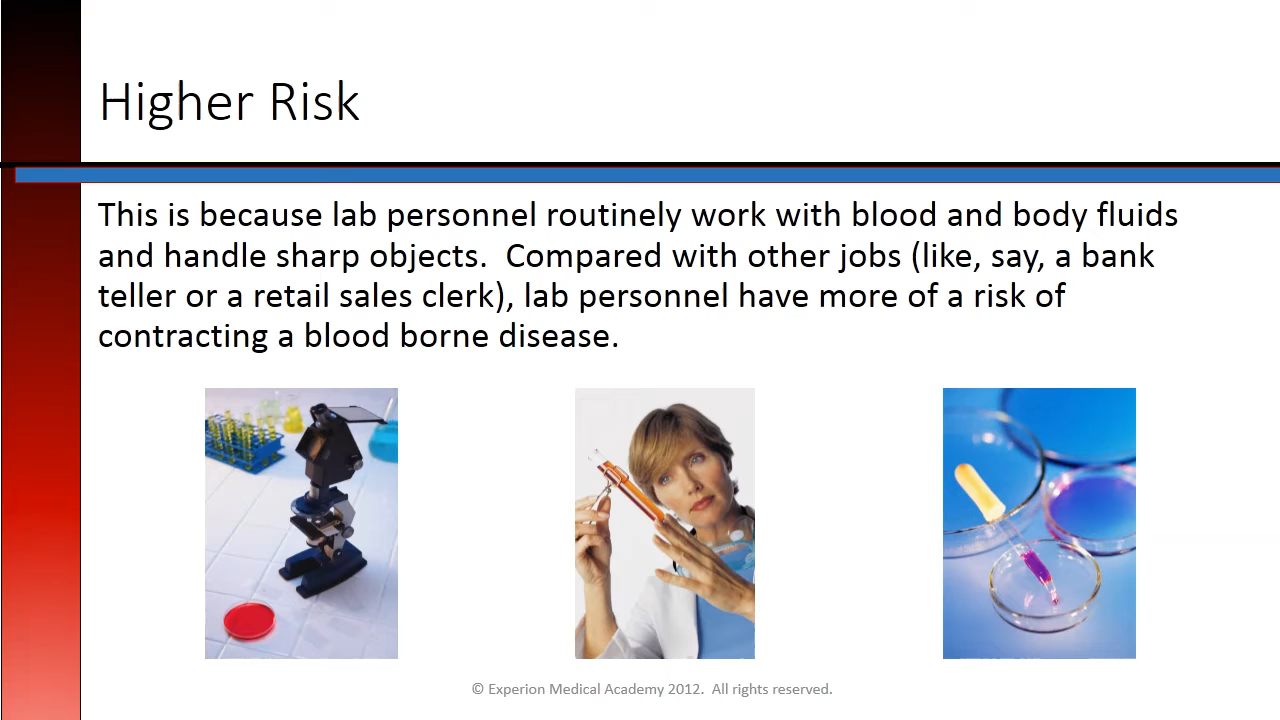 Higher Risk
This is because lab personnel routinely work with blood and body fluids
and handle sharp objects.  Compared with other jobs (like, say, a bank
teller or a retail sales clerk), lab personnel have more of a risk of
contracting a blood borne disease.
© Experion Medical Academy 2012.  All rights reserved.